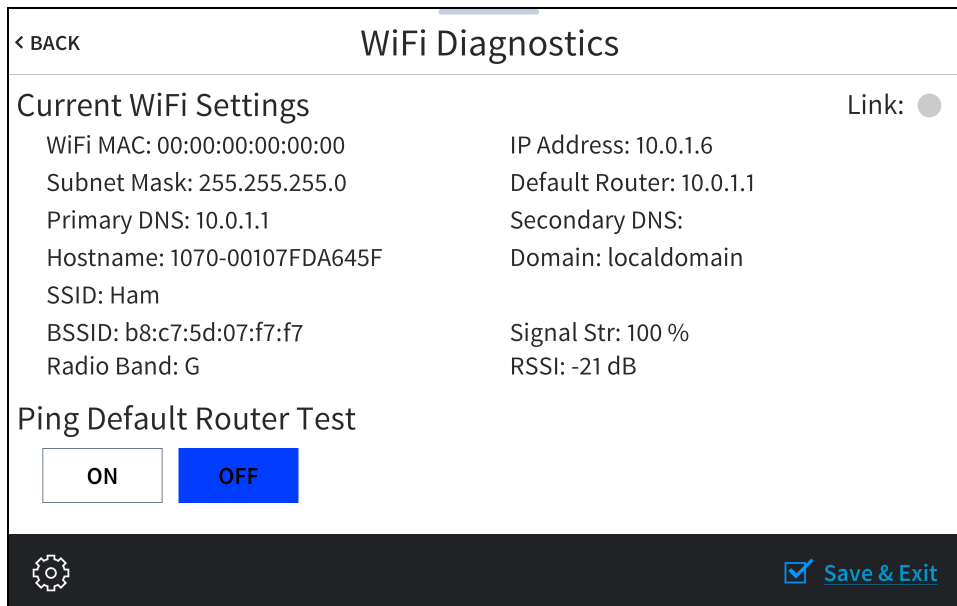 < BACK
WiFi Diagnostics
Current WiFi Settings
Link:
WiFi MAC: 00:00:00:00:00:00
IP Address: 10.0.1.6
Subnet Mask: 255.255.255.0
Default Router: 10.0.1.1
Primary DNS: 10.0.1.1
Secondary DNS:
Hostname: 1070-00107FDA645F
Domain: localdomain
SSID: Ham
BSSID: b8:c7:5d:07:f7:f7
Signal Str: 100 %
Radio Band: G
RSSI: -21 dB
Ping Default Router Test
ON
OFF
Save & Exit